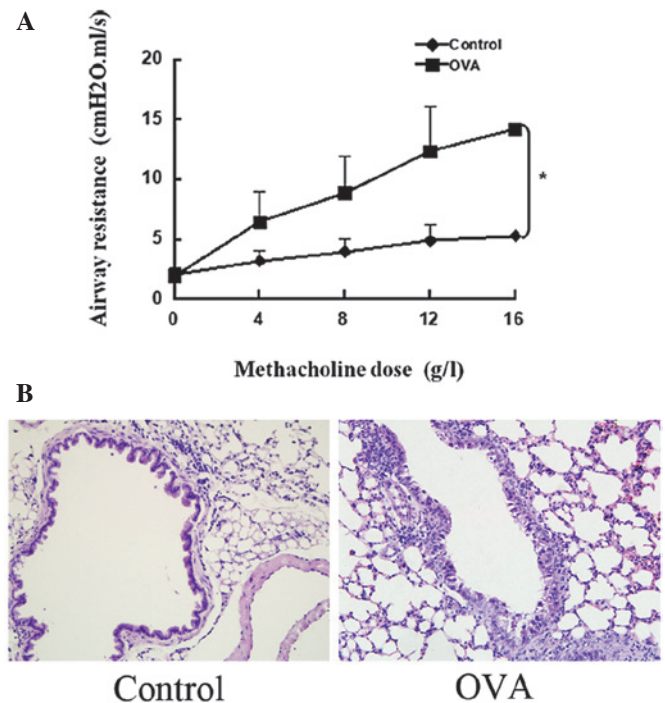 A
Control
OVA
Airway resistance (cmH2O.ml/s)
20
15
10
5
0
*
0 4 8 12 16
Methacholine dose (g/l)
B
Control OVA